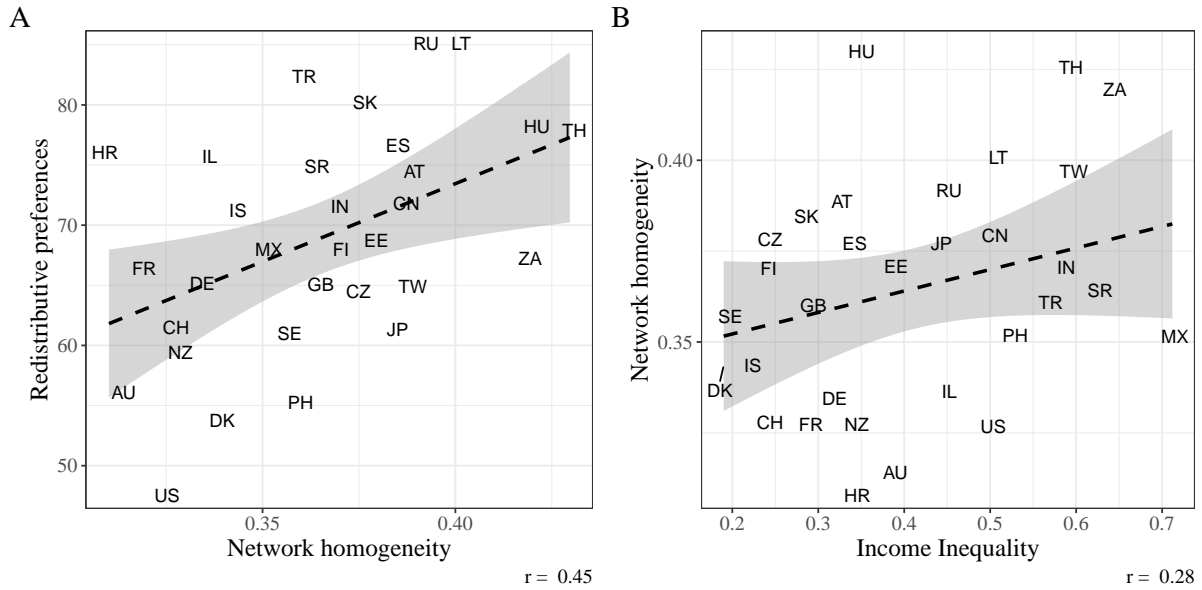 A
Redistributive preferences
80
70
60
50
RU LT
TR
SK
HU TH
HR
IL
ES
SR
AT
IS
IN
CN
MX
FI
EE
FR
ZA
DE
GB
CZ
TW
CH
SE
JP
NZ
AU
PH
DK
US
0.35 0.40
Network homogeneity
r = 0.45
B
Network homogeneity
0.40
0.35
HU
TH
ZA
LT
TW
RU
AT
SK
CZ
ES
JP
CN
FI
EE
IN
SR
SE
GB
TR
PH
MX
IS
DK
DE
IL
CH
FR
NZ
US
AU
HR
0.2 0.3 0.4 0.5 0.6 0.7
Income Inequality
r = 0.28